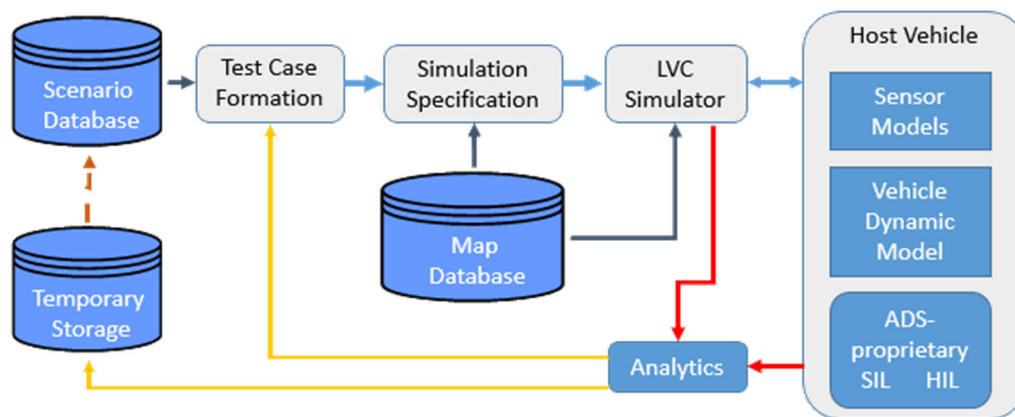 Scenario
Database
Test Case
Formation
Simulation
Specification
LVC
Simulator
Host Vehicle
Sensor
Models
Vehicle
Dynamic
Model
ADS-
proprietary
SIL HIL
Map
Database
Temporary
Storage
Analytics